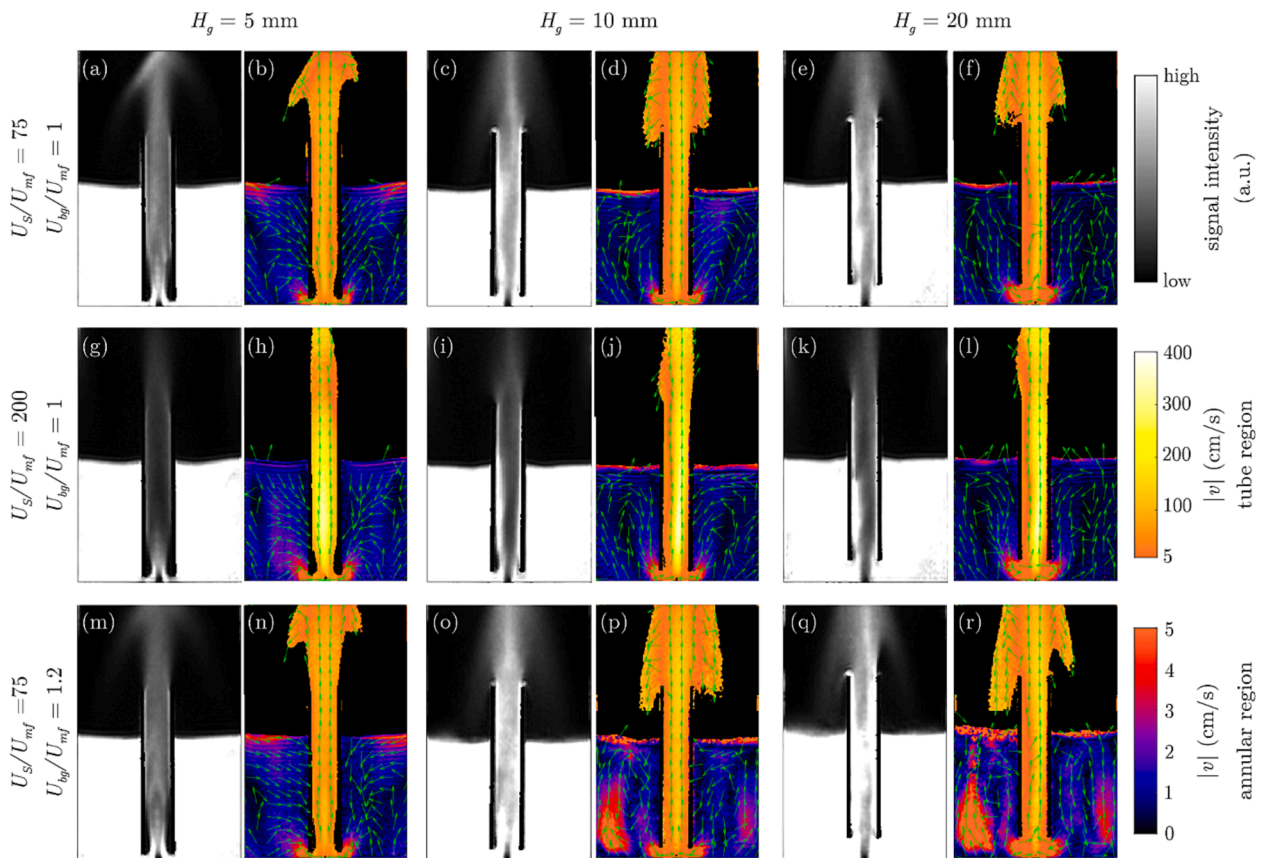 H_g = 5 mm
H_g = 10 mm
H_g = 20 mm
U_S/U_mf = 75
U_bg/U_mf = 1
(a)
(b)
(c)
(d)
(e)
(f)
high
low
signal intensity
(a.u.)
U_S/U_mf = 200
U_bg/U_mf = 1
(g)
(h)
(i)
(j)
(k)
(l)
400
300
200
100
5
|v| (cm/s)
tube region
U_S/U_mf =75
U_bg/U_mf = 1.2
(m)
(n)
(o)
(p)
(q)
(r)
5
4
3
2
1
0
|v| (cm/s)
annular region